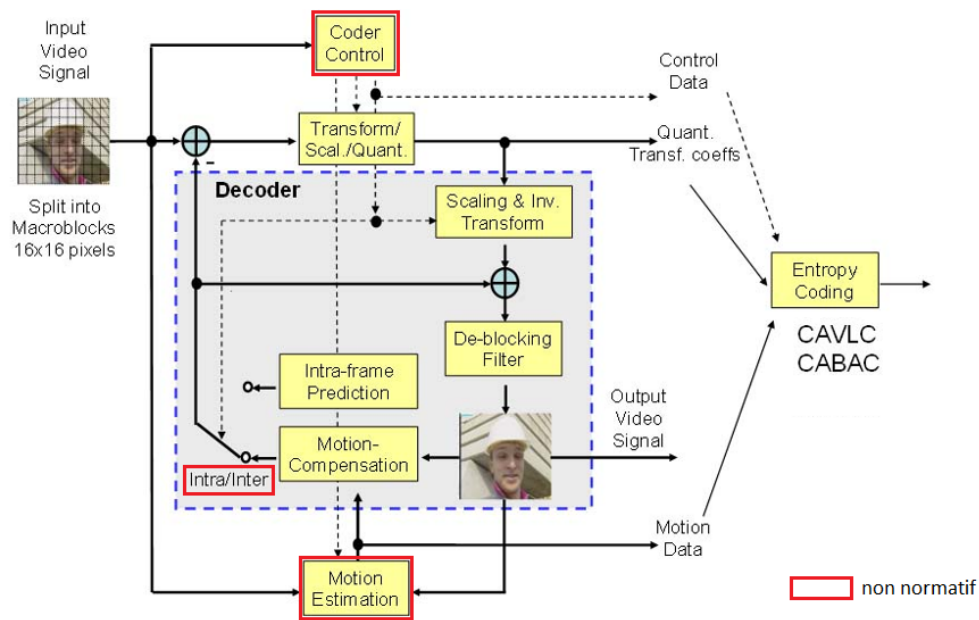 Input
Video
Signal
Coder
Control
Control
Data
Transform/
Scal./Quant.
Quant.
Transf. coeffs
-
Decoder
Split into
Macroblocks
16x16 pixels
Scaling & Inv.
Transform
Entropy
Coding
De-blocking
Filter
CAVLC
CABAC
Intra-frame
Prediction
Output
Video
Signal
Motion-
Compensation
Intra/Inter
Motion
Data
Motion
Estimation
non normatif